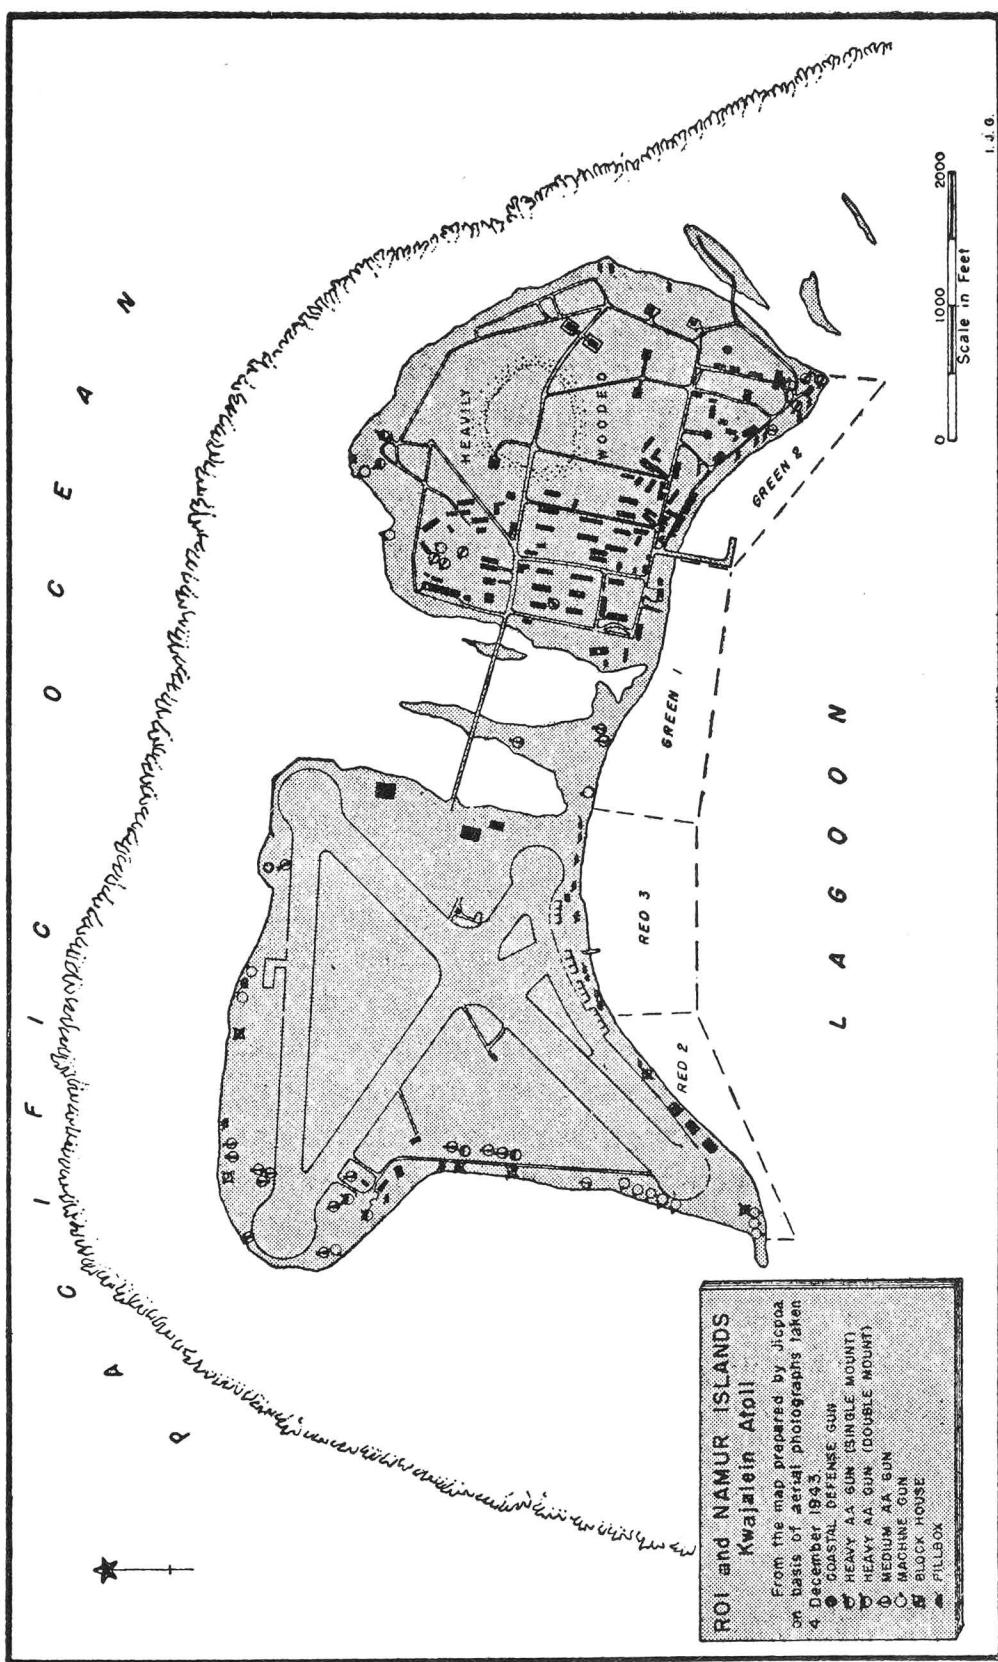 PACIFIC OCEAN
HEAVILY
WOODED
GREEN 2
GREEN 1
RED 3
RED 2
LAGOON
0 1000 2000
Scale in Feet
I. J. G.
ROI and NAMUR ISLANDS
Kwajalein Atoll
From the map prepared by Jicpoa
on basis of aerial photographs taken
4 December 1943.
COASTAL DEFENSE GUN
HEAVY AA GUN (SINGLE MOUNT)
HEAVY AA GUN (DOUBLE MOUNT)
MEDIUM AA GUN
MACHINE GUN
BLOCK HOUSE
PILLBOX